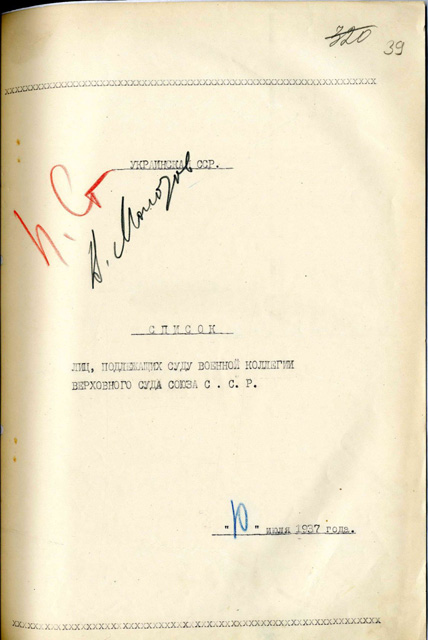 320
39
xxxxxxxxxxxxxxxxxxxxxxxxxxxxxxxxxxxxxxxxxxxxxxxxxxxxxxxxxxxx
УКРАИНСКАЯ ССР.
И. Ст
В. Молотов
СПИСОК
ЛИЦ, ПОДЛЕЖАЩИХ СУДУ ВОЕННОЙ КОЛЛЕГИИ
ВЕРХОВНОГО СУДА СОЮЗА С . С . Р.
"10" июля 1937 года.
xxxxxxxxxxxxxxxxxxxxxxxxxxxxxxxxxxxxxxxxxxxxxxxxxxxxxxxxxxxx